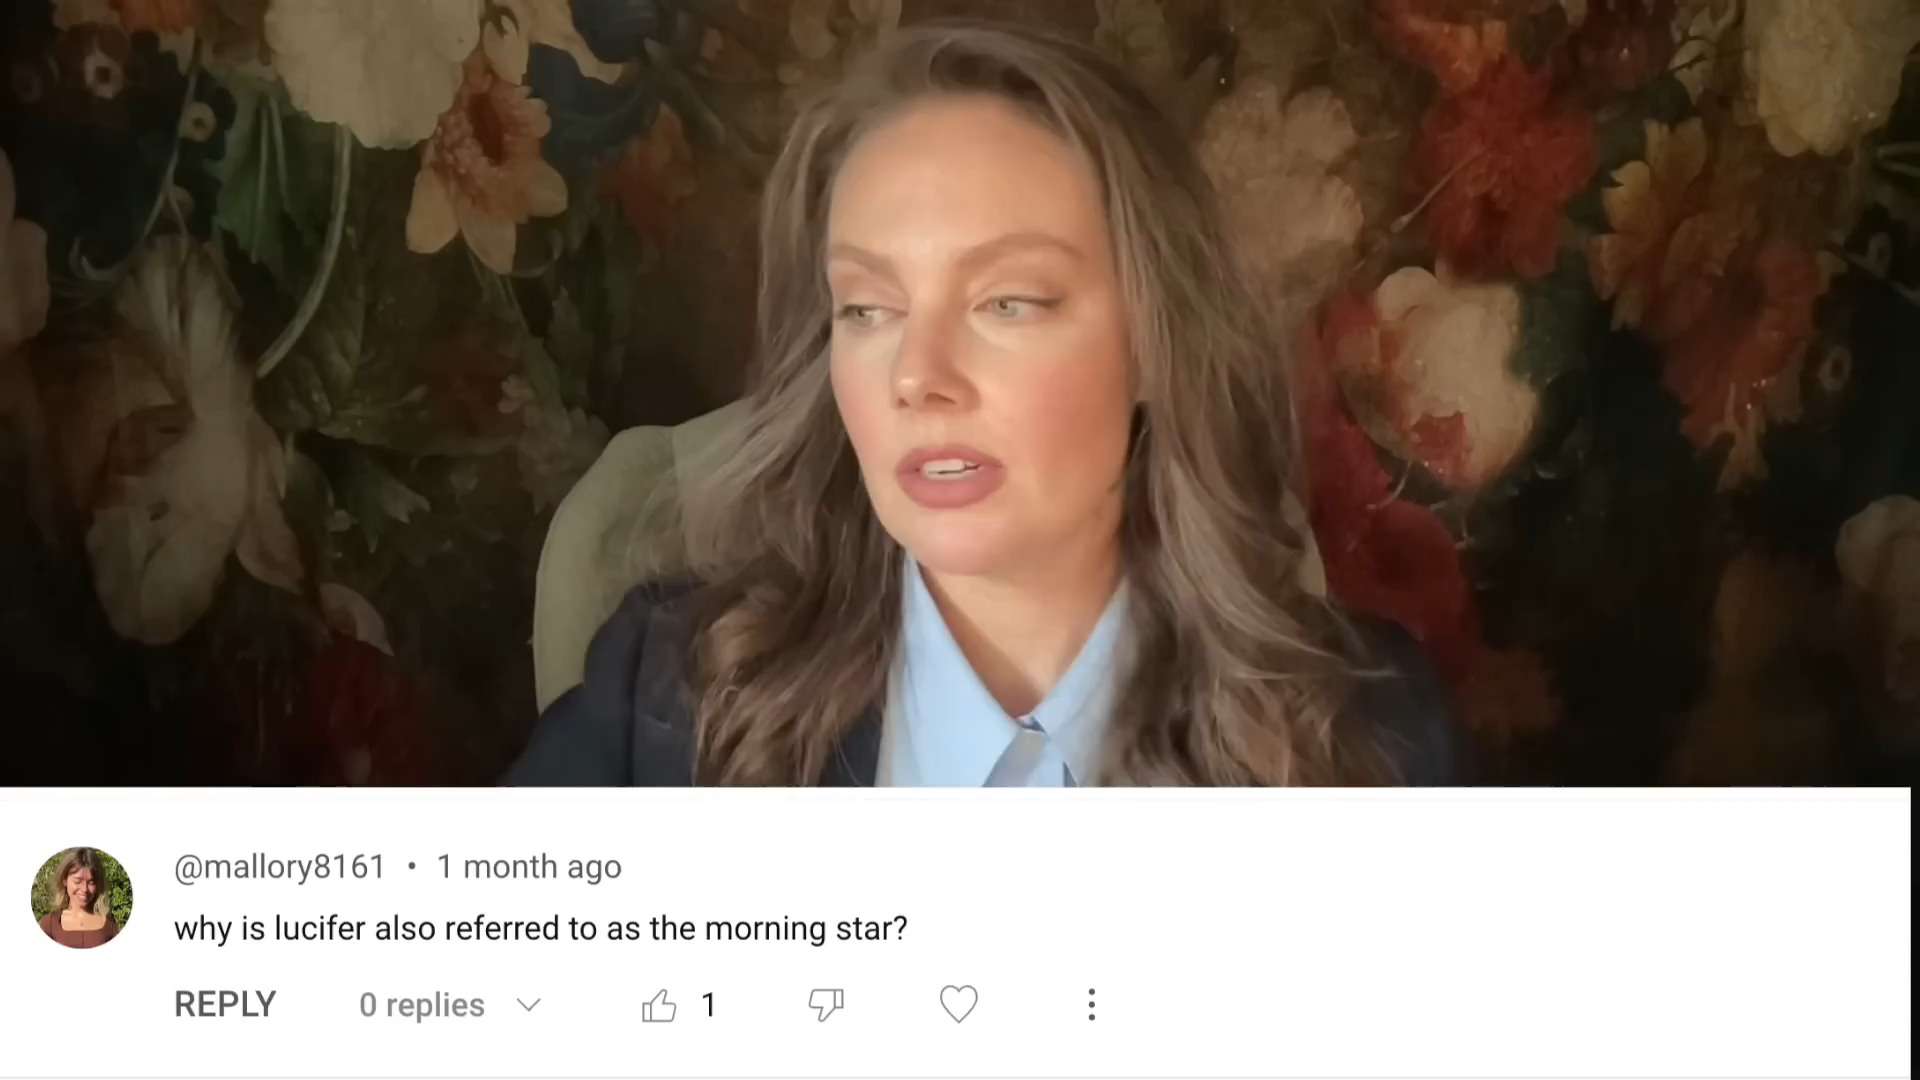 @mallory8161 • 1 month ago
why is lucifer also referred to as the morning star?
REPLY 0 replies 1